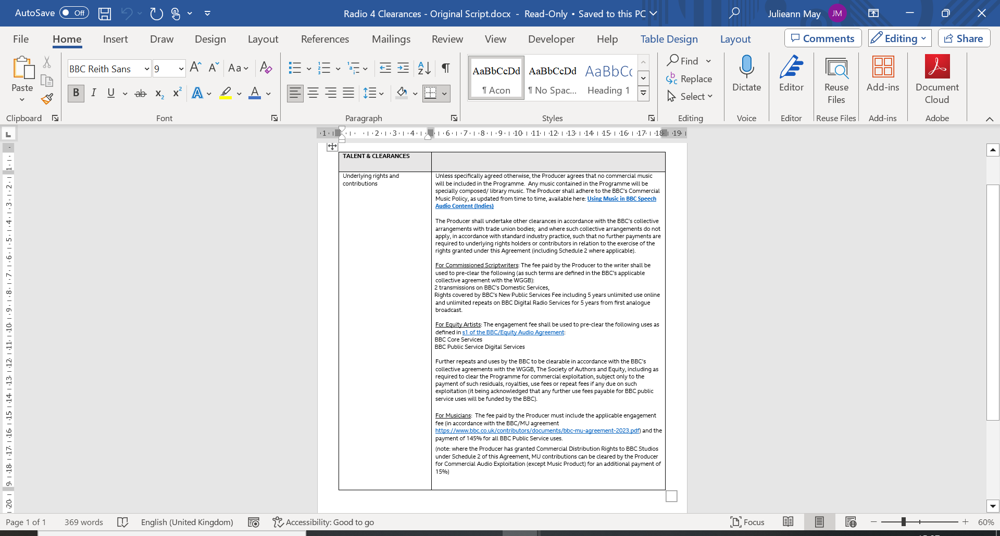 AutoSave Off
Radio 4 Clearances - Original Script.docx - Read-Only • Saved to this PC
Julieann May JM
File Home Insert Draw Design Layout References Mailings Review View Developer Help Table Design Layout
Comments Editing Share
Paste
Clipboard
BBC Reith Sans 9
Font
Paragraph
AaBbCcDd AaBbCcDd AaBbCc
¶ Acon ¶ No Spac... Heading 1
Styles
Find
Replace
Select
Editing
Dictate
Voice
Editor
Editor
Reuse
Files
Reuse Files
Add-ins
Add-ins
Document
Cloud
Adobe
1 2 3 4 6 7 8 9 10 11 12 13 14 15 16 17 18 19
TALENT & CLEARANCES
Underlying rights and
contributions
Unless specifically agreed otherwise, the Producer agrees that no commercial music
will be included in the Programme. Any music contained in the Programme will be
specially composed/ library music. The Producer shall adhere to the BBC's Commercial
Music Policy, as updated from time to time, available here: Using Music in BBC Speech
Audio Content (Indies)
The Producer shall undertake other clearances in accordance with the BBC's collective
arrangements with trade union bodies; and where such collective arrangements do not
apply, in accordance with standard industry practice, such that no further payments are
required to underlying rights holders or contributors in relation to the exercise of the
rights granted under this Agreement (including Schedule 2 where applicable).
For Commissioned Scriptwriters: The fee paid by the Producer to the writer shall be
used to pre-clear the following (as such terms are defined in the BBC's applicable
collective agreement with the WGGB):
2 transmissions on BBC's Domestic Services,
Rights covered by BBC's New Public Services Fee including 5 years unlimited use online
and unlimited repeats on BBC Digital Radio Services for 5 years from first analogue
broadcast.
For Equity Artists: The engagement fee shall be used to pre-clear the following uses as
defined in s1 of the BBC/Equity Audio Agreement:
BBC Core Services
BBC Public Service Digital Services
Further repeats and uses by the BBC to be clearable in accordance with the BBC's
collective agreements with the WGGB, The Society of Authors and Equity, including as
required to clear the Programme for commercial exploitation, subject only to the
payment of such residuals, royalties, use fees or repeat fees if any due on such
exploitation (it being acknowledged that any further use fees payable for BBC public
service uses will be funded by the BBC).
For Musicians: The fee paid by the Producer must include the applicable engagement
fee (in accordance with the BBC/MU agreement
https://www.bbc.co.uk/contributors/documents/bbc-mu-agreement-2023.pdf) and the
payment of 145% for all BBC Public Service uses.
(note: where the Producer has granted Commercial Distribution Rights to BBC Studios
under Schedule 2 of this Agreement, MU contributions can be cleared by the Producer
for Commercial Audio Exploitation (except Music Product) for an additional payment of
15%)
Page 1 of 1 369 words English (United Kingdom) Accessibility: Good to go Focus 60%